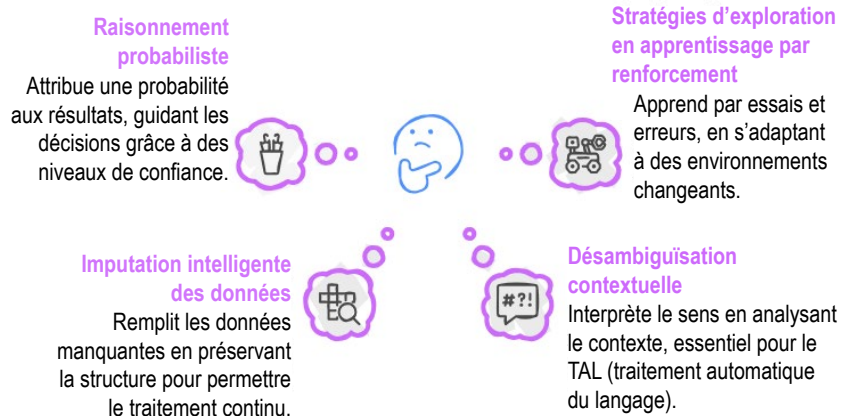 Raisonnement
probabiliste
Attribue une probabilité
aux résultats, guidant les
décisions grâce à des
niveaux de confiance.
Stratégies d’exploration
en apprentissage par
renforcement
Apprend par essais et
erreurs, en s’adaptant
à des environnements
changeants.
Imputation intelligente
des données
Remplit les données
manquantes en préservant
la structure pour permettre
le traitement continu.
#?!
Désambiguïsation
contextuelle
Interprète le sens en analysant
le contexte, essentiel pour le
TAL (traitement automatique
du langage).